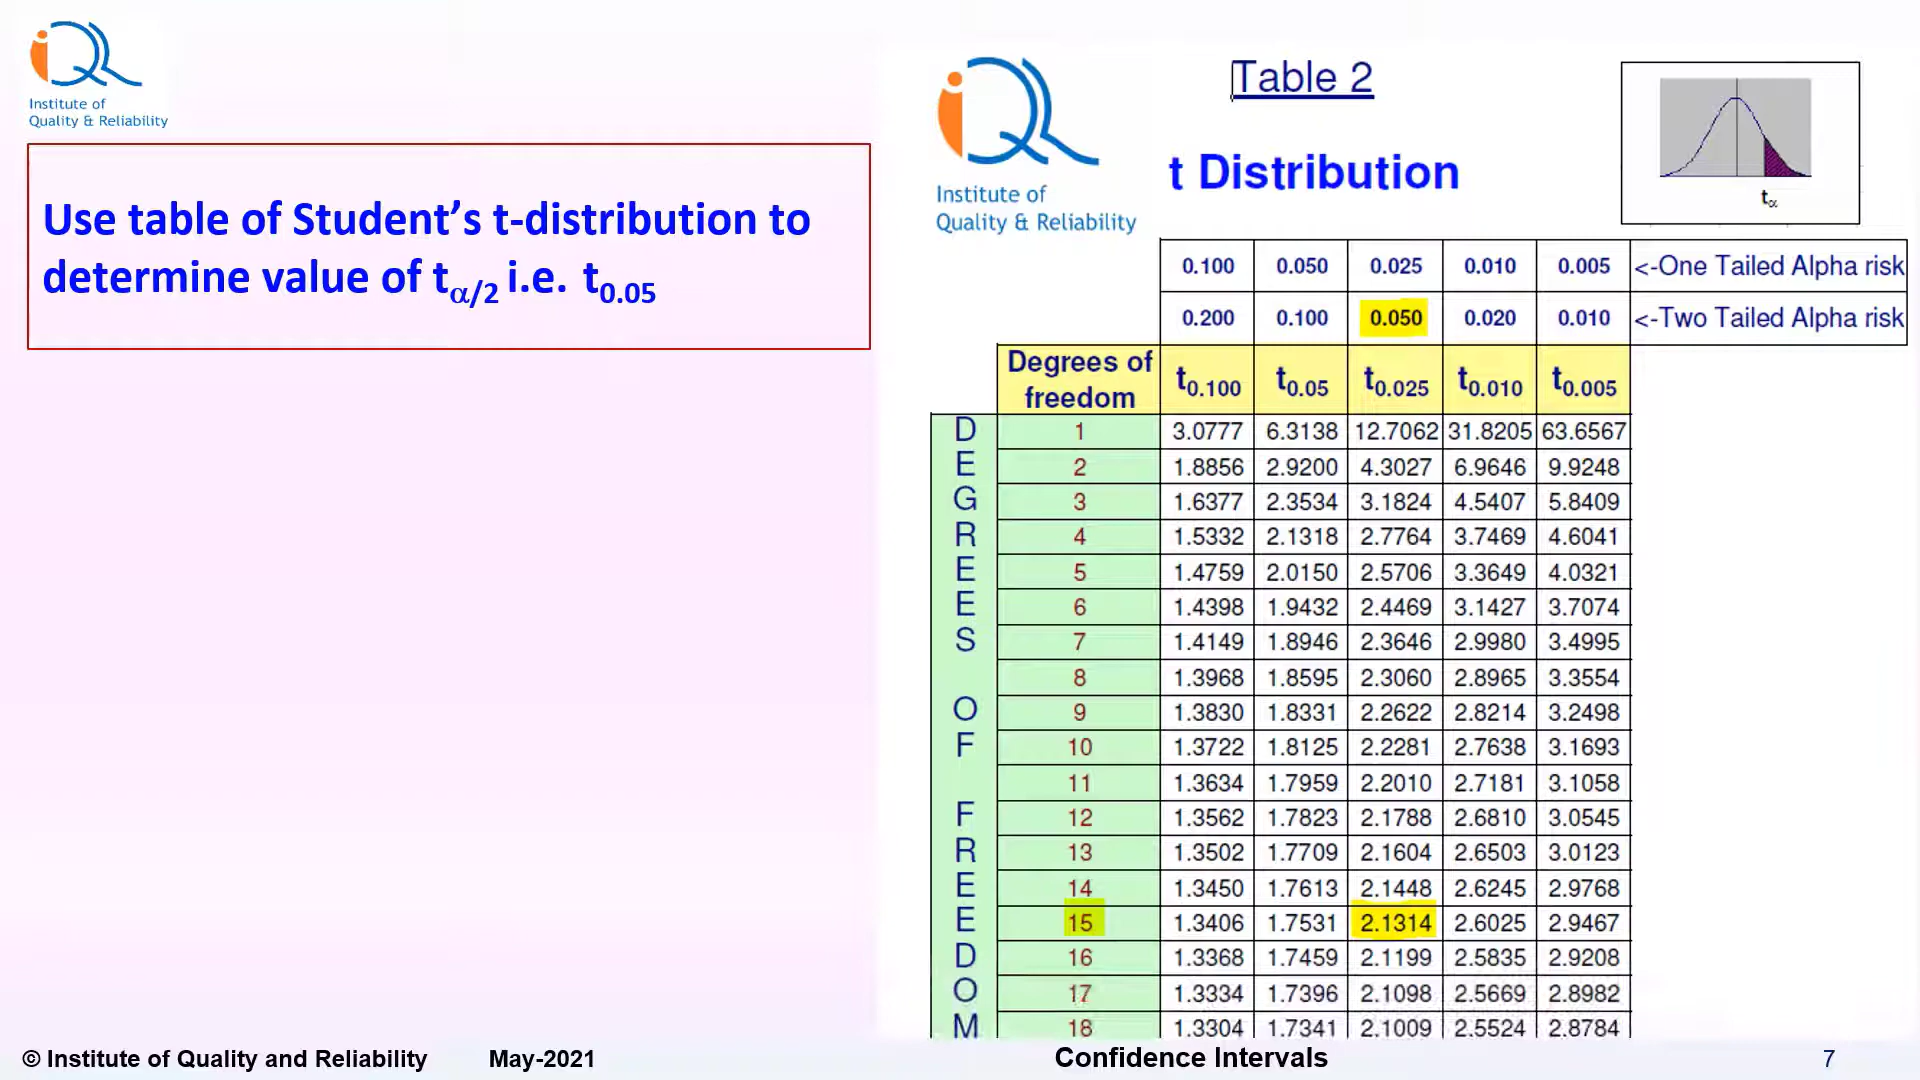 iQR
Institute of
Quality & Reliability
Use table of Student’s t-distribution to
determine value of tα/2 i.e. t0.05
iQR
Institute of
Quality & Reliability
Table 2
t Distribution
tα
0.100 0.050 0.025 0.010 0.005 <-One Tailed Alpha risk
0.200 0.100 0.050 0.020 0.010 <-Two Tailed Alpha risk
Degrees of
freedom t0.100 t0.05 t0.025 t0.010 t0.005
D 1 3.0777 6.3138 12.7062 31.8205 63.6567
E 2 1.8856 2.9200 4.3027 6.9646 9.9248
G 3 1.6377 2.3534 3.1824 4.5407 5.8409
R 4 1.5332 2.1318 2.7764 3.7469 4.6041
E 5 1.4759 2.0150 2.5706 3.3649 4.0321
E 6 1.4398 1.9432 2.4469 3.1427 3.7074
S 7 1.4149 1.8946 2.3646 2.9980 3.4995
8 1.3968 1.8595 2.3060 2.8965 3.3554
O 9 1.3830 1.8331 2.2622 2.8214 3.2498
F 10 1.3722 1.8125 2.2281 2.7638 3.1693
11 1.3634 1.7959 2.2010 2.7181 3.1058
F 12 1.3562 1.7823 2.1788 2.6810 3.0545
R 13 1.3502 1.7709 2.1604 2.6503 3.0123
E 14 1.3450 1.7613 2.1448 2.6245 2.9768
E 15 1.3406 1.7531 2.1314 2.6025 2.9467
D 16 1.3368 1.7459 2.1199 2.5835 2.9208
O 17 1.3334 1.7396 2.1098 2.5669 2.8982
M 18 1.3304 1.7341 2.1009 2.5524 2.8784
© Institute of Quality and Reliability May-2021 Confidence Intervals 7